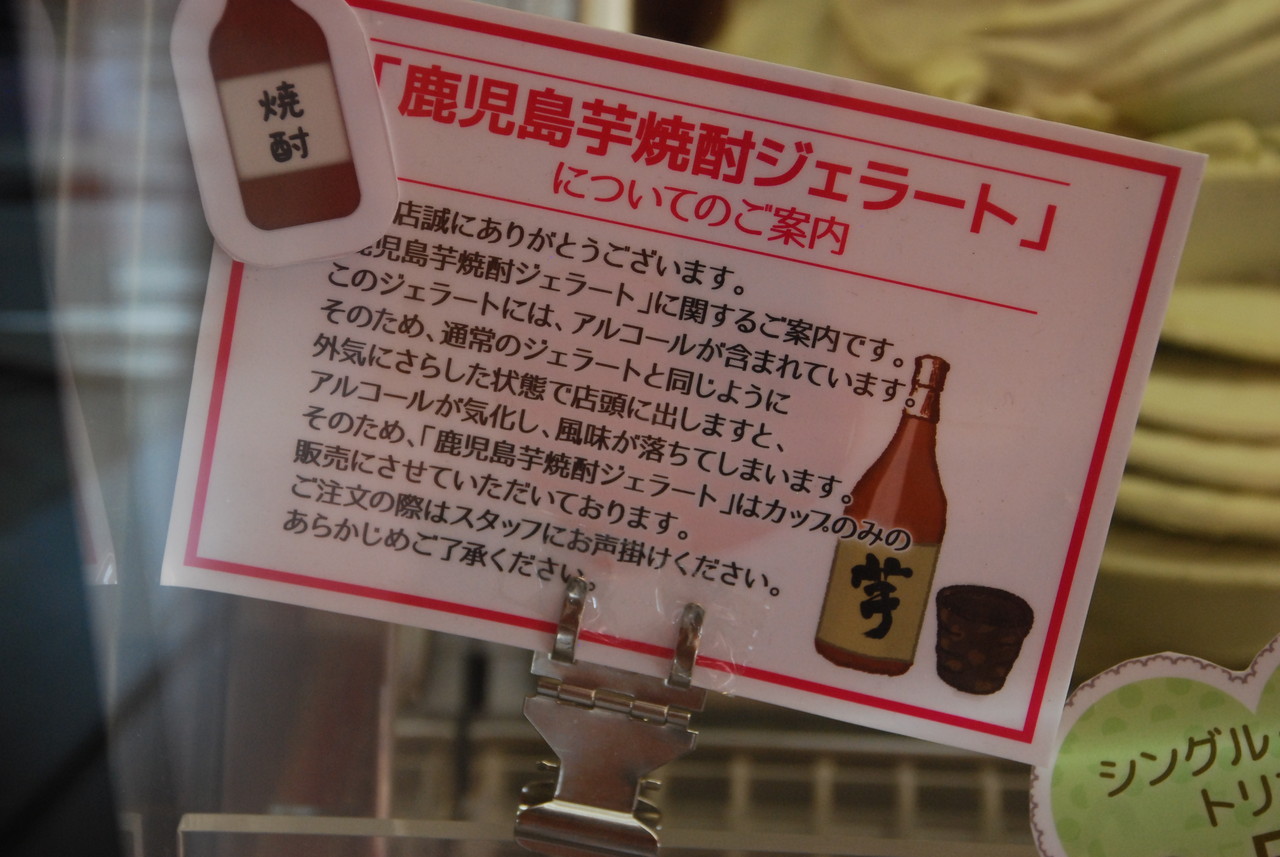 焼
酎
「鹿児島芋焼酎ジェラート」
についてのご案内
店誠にありがとうございます。
児島芋焼酎ジェラート」に関するご案内です。
このジェラートには、アルコールが含まれています。
そのため、通常のジェラートと同じように
外気にさらした状態で店頭に出しますと、
アルコールが気化し、風味が落ちてしまいます。
そのため、「鹿児島芋焼酎ジェラート」はカップのみの
販売にさせていただいております。
ご注文の際はスタッフにお声掛けください。
あらかじめご了承ください。
芋
シングル
トリ